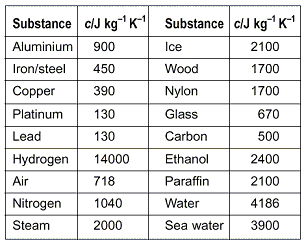 Substance c/J kg⁻¹ K⁻¹ Substance c/J kg⁻¹ K⁻¹
Aluminium 900 Ice 2100
Iron/steel 450 Wood 1700
Copper 390 Nylon 1700
Platinum 130 Glass 670
Lead 130 Carbon 500
Hydrogen 14000 Ethanol 2400
Air 718 Paraffin 2100
Nitrogen 1040 Water 4186
Steam 2000 Sea water 3900